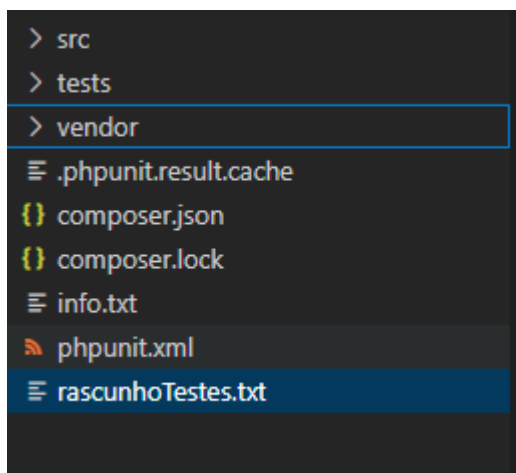 src
tests
vendor
.phpunit.result.cache
composer.json
composer.lock
info.txt
phpunit.xml
rascunhoTestes.txt